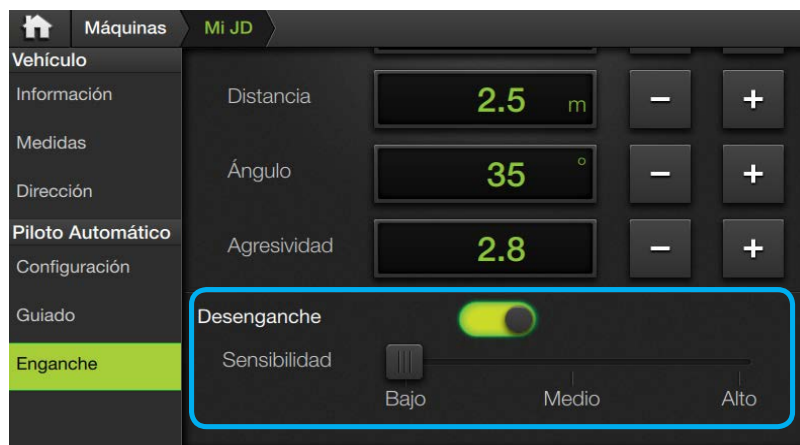 Máquinas Mi JD
Vehículo
Información
Medidas
Dirección
Piloto Automático
Configuración
Guiado
Enganche
Distancia 2.5 m
Ángulo 35 °
Agresividad 2.8
Desenganche
Sensibilidad
Bajo Medio Alto